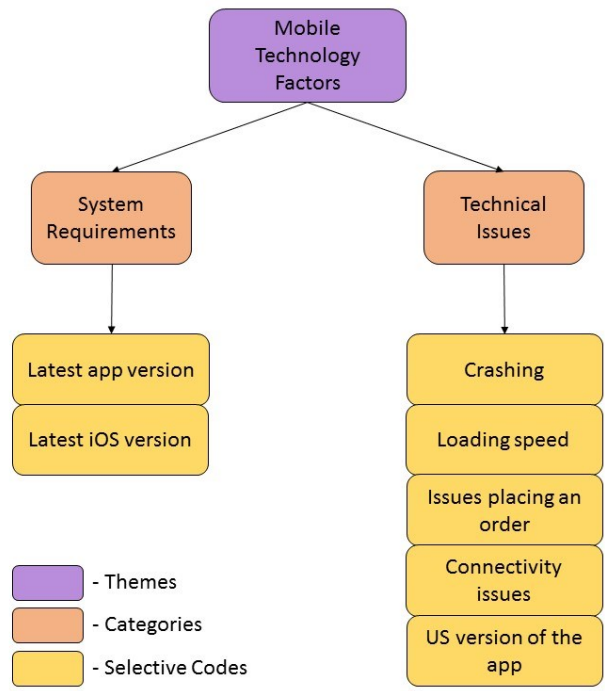 Mobile
Technology
Factors
System
Requirements
Technical
Issues
Latest app version
Latest iOS version
Crashing
Loading speed
Issues placing an
order
Connectivity
issues
US version of the
app
- Themes
- Categories
- Selective Codes